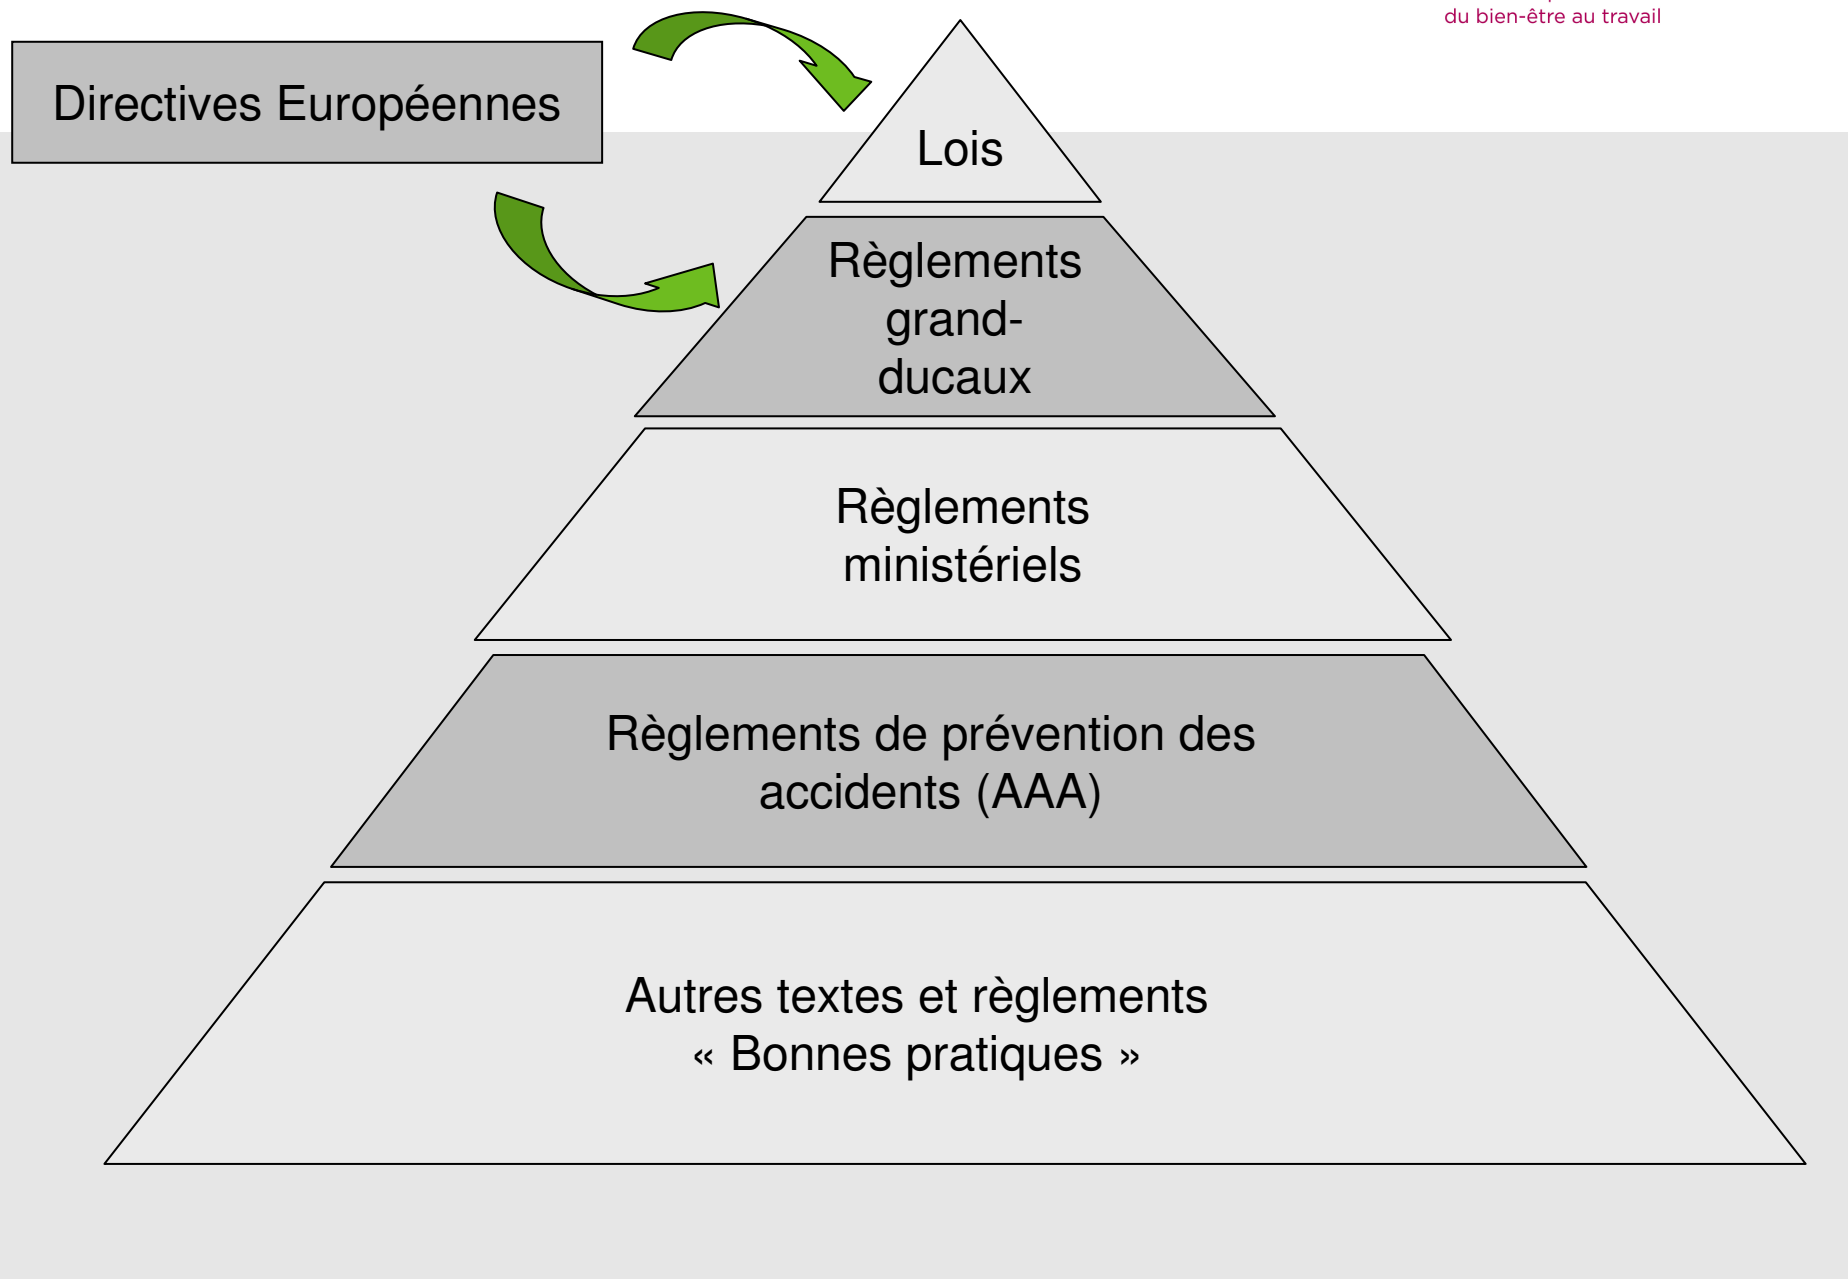 du bien-être au travail
Directives Européennes
Lois
Règlements
grand-
ducaux
Règlements
ministériels
Règlements de prévention des
accidents (AAA)
Autres textes et règlements
« Bonnes pratiques »